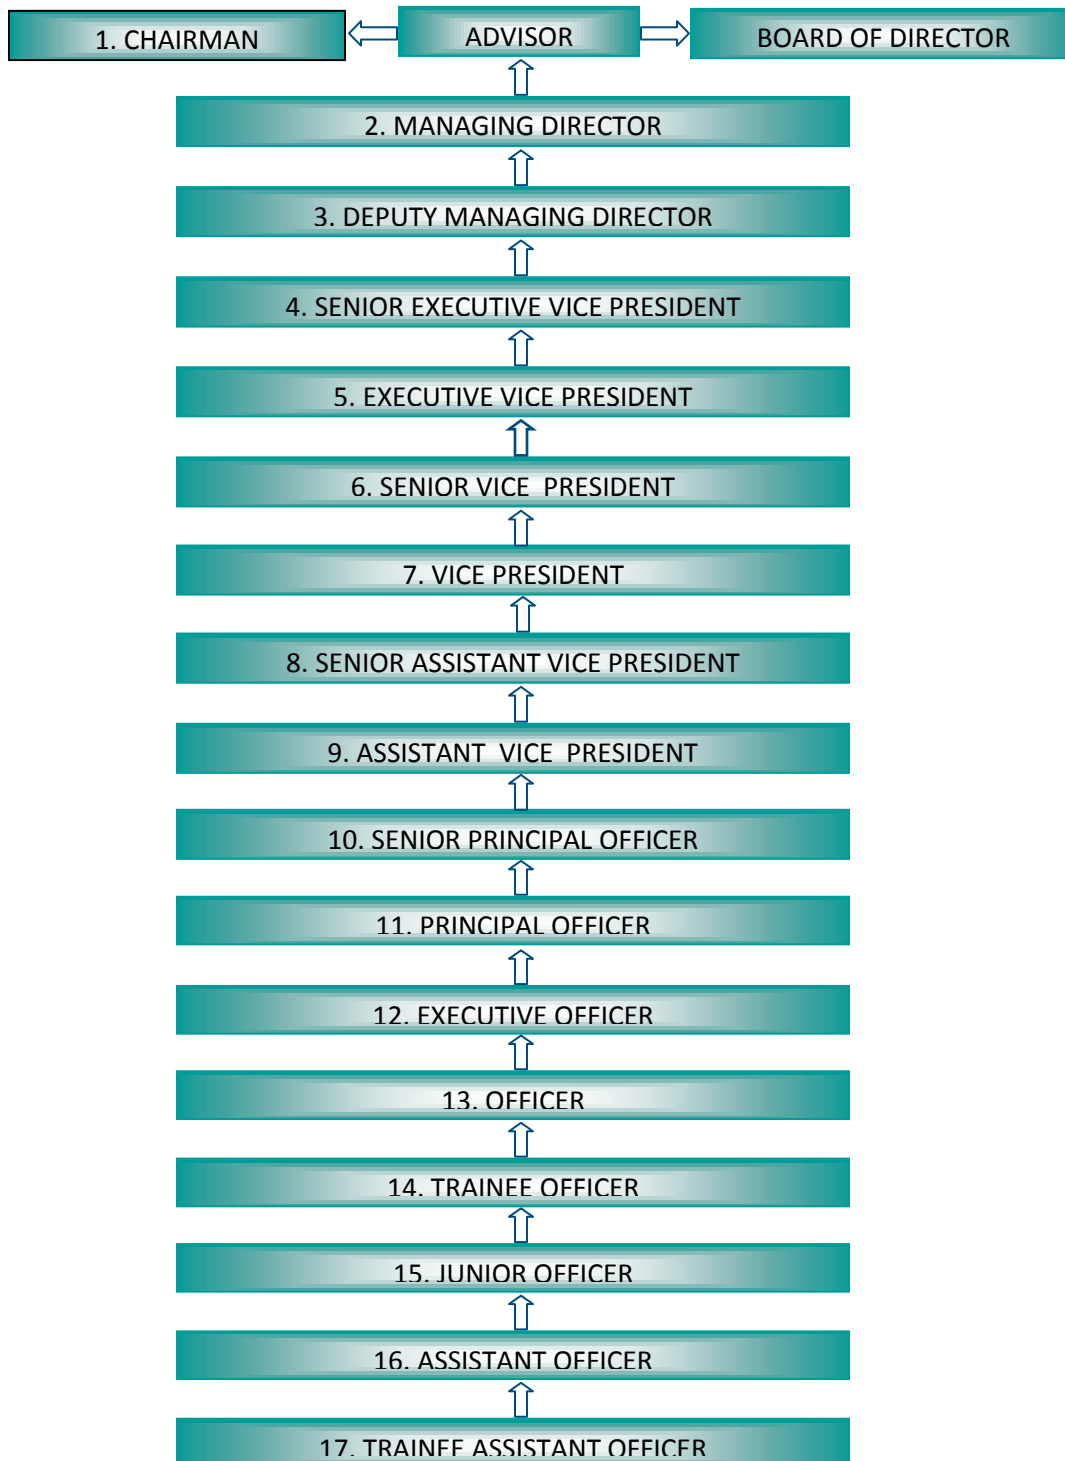 1. CHAIRMAN
ADVISOR
BOARD OF DIRECTOR
2. MANAGING DIRECTOR
3. DEPUTY MANAGING DIRECTOR
4. SENIOR EXECUTIVE VICE PRESIDENT
5. EXECUTIVE VICE PRESIDENT
6. SENIOR VICE PRESIDENT
7. VICE PRESIDENT
8. SENIOR ASSISTANT VICE PRESIDENT
9. ASSISTANT VICE PRESIDENT
10. SENIOR PRINCIPAL OFFICER
11. PRINCIPAL OFFICER
12. EXECUTIVE OFFICER
13. OFFICER
14. TRAINEE OFFICER
15. JUNIOR OFFICER
16. ASSISTANT OFFICER
17. TRAINEE ASSISTANT OFFICER